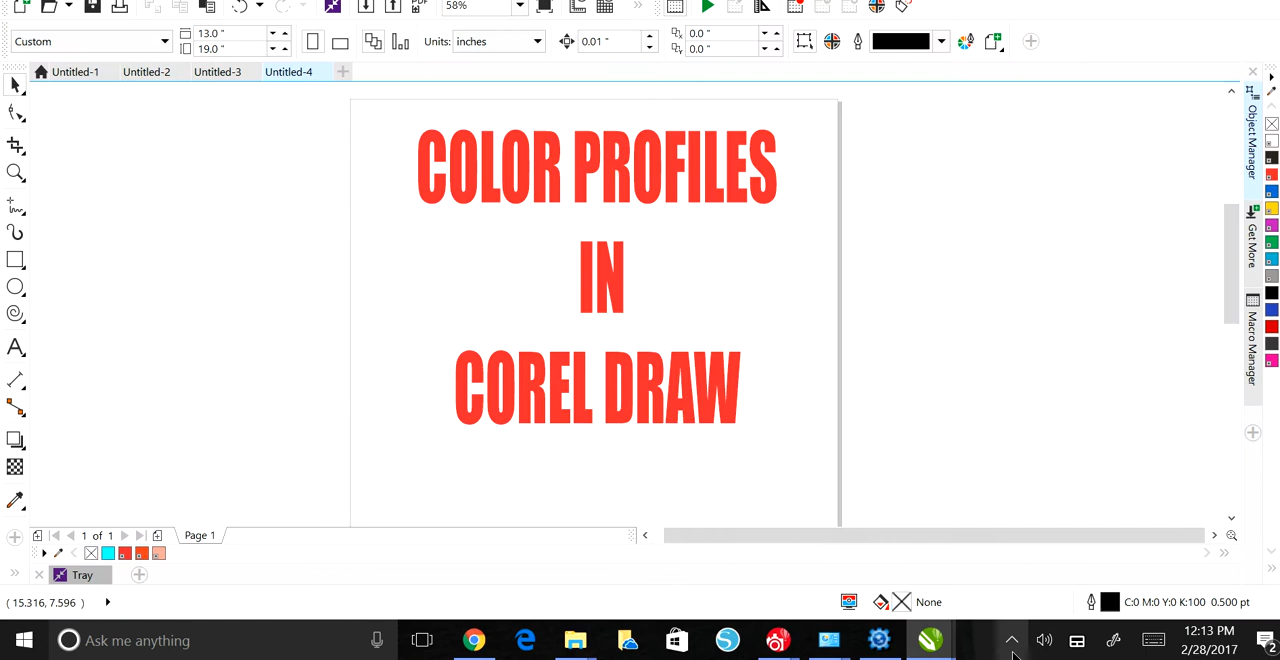 58%
PDF
Custom
13.0 "
19.0 "
Units: inches
0.01 "
0.0 "
0.0 "
Untitled-1
Untitled-2
Untitled-3
Untitled-4
COLOR PROFILES
IN
COREL DRAW
Object Manager
Get More
Macro Manager
1 of 1
Page 1
Tray
( 15.316, 7.596 )
None
C:0 M:0 Y:0 K:100 0.500 pt
Ask me anything
12:13 PM
2/28/2017
2